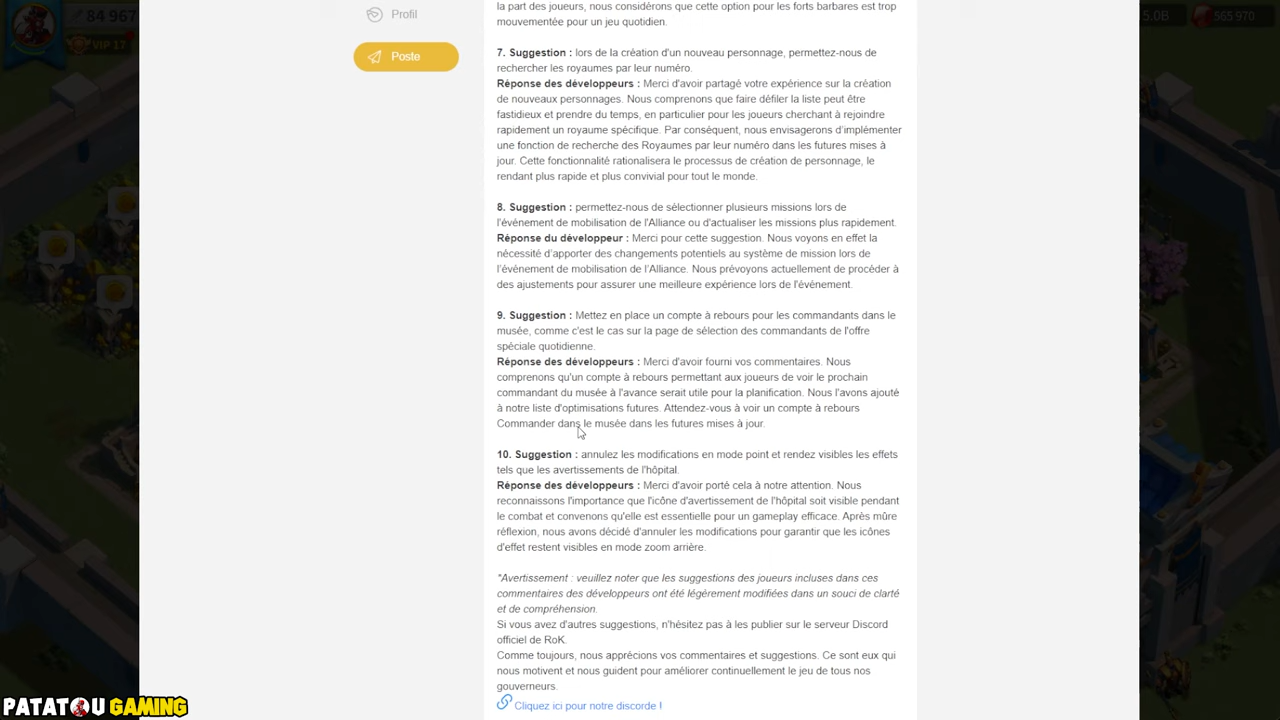 84 967
VIP 17
5.0B
565 970
Profil
Poste
la part des joueurs, nous considérons que cette option pour les forts barbares est trop
mouvementée pour un jeu quotidien.
7. Suggestion : lors de la création d'un nouveau personnage, permettez-nous de
rechercher les royaumes par leur numéro.
Réponse des développeurs : Merci d'avoir partagé votre expérience sur la création
de nouveaux personnages. Nous comprenons que faire défiler la liste peut être
fastidieux et prendre du temps, en particulier pour les joueurs cherchant à rejoindre
rapidement un royaume spécifique. Par conséquent, nous envisagerons d'implémenter
une fonction de recherche des Royaumes par leur numéro dans les futures mises à
jour. Cette fonctionnalité rationalisera le processus de création de personnage, le
rendant plus rapide et plus convivial pour tout le monde.
8. Suggestion : permettez-nous de sélectionner plusieurs missions lors de
l'événement de mobilisation de l'Alliance ou d'actualiser les missions plus rapidement.
Réponse du développeur : Merci pour cette suggestion. Nous voyons en effet la
nécessité d'apporter des changements potentiels au système de mission lors de
l'événement de mobilisation de l'Alliance. Nous prévoyons actuellement de procéder à
des ajustements pour assurer une meilleure expérience lors de l'événement.
9. Suggestion : Mettez en place un compte à rebours pour les commandants dans le
musée, comme c'est le cas sur la page de sélection des commandants de l'offre
spéciale quotidienne.
Réponse des développeurs : Merci d'avoir fourni vos commentaires. Nous
comprenons qu'un compte à rebours permettant aux joueurs de voir le prochain
commandant du musée à l'avance serait utile pour la planification. Nous l'avons ajouté
à notre liste d'optimisations futures. Attendez-vous à voir un compte à rebours
Commander dans le musée dans les futures mises à jour.
10. Suggestion : annulez les modifications en mode point et rendez visibles les effets
tels que les avertissements de l'hôpital.
Réponse des développeurs : Merci d'avoir porté cela à notre attention. Nous
reconnaissons l'importance que l'icône d'avertissement de l'hôpital soit visible pendant
le combat et convenons qu'elle est essentielle pour un gameplay efficace. Après mûre
réflexion, nous avons décidé d'annuler les modifications pour garantir que les icônes
d'effet restent visibles en mode zoom arrière.
*Avertissement : veuillez noter que les suggestions des joueurs incluses dans ces
commentaires des développeurs ont été légèrement modifiées dans un souci de clarté
et de compréhension.
Si vous avez d'autres suggestions, n'hésitez pas à les publier sur le serveur Discord
officiel de RoK.
Comme toujours, nous apprécions vos commentaires et suggestions. Ce sont eux qui
nous motivent et nous guident pour améliorer continuellement le jeu de tous nos
gouverneurs.
Cliquez ici pour notre discorde !
PATATOU GAMING